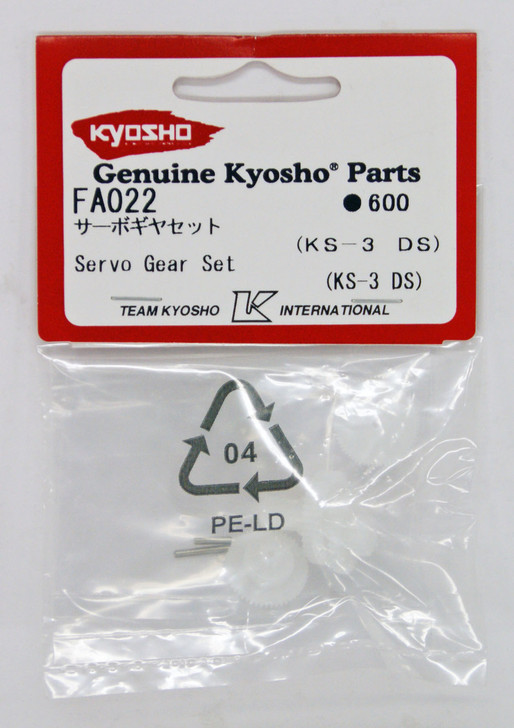 KYOSHO
Genuine Kyosho® Parts
FA022 ●600
サーボギヤセット (KS-3 DS)
Servo Gear Set (KS-3 DS)
TEAM KYOSHO K INTERNATIONAL
04
PE-LD